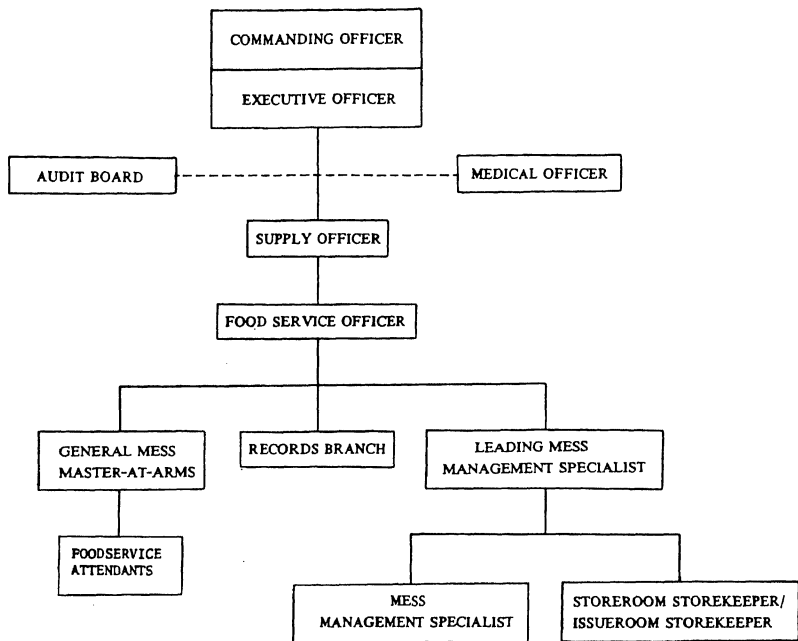 COMMANDING OFFICER
EXECUTIVE OFFICER
AUDIT BOARD
MEDICAL OFFICER
SUPPLY OFFICER
FOOD SERVICE OFFICER
GENERAL MESS
MASTER-AT-ARMS
RECORDS BRANCH
LEADING MESS
MANAGEMENT SPECIALIST
FOODSERVICE
ATTENDANTS
MESS
MANAGEMENT SPECIALIST
STOREROOM STOREKEEPER/
ISSUEROOM STOREKEEPER